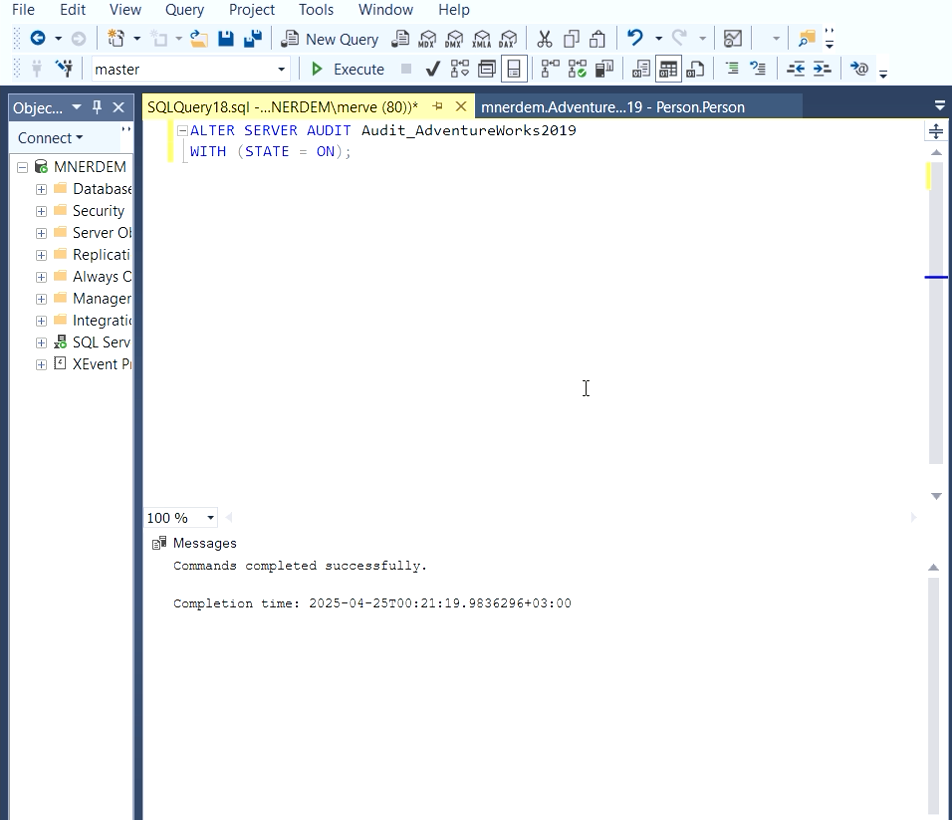 File Edit View Query Project Tools Window Help
New Query MDX DMX XMLA DAX
master Execute
Objec... SQLQuery18.sql -...NERDEM\merve (80))* mnerdem.Adventure...19 - Person.Person
Connect
ALTER SERVER AUDIT Audit_AdventureWorks2019
WITH (STATE = ON);
MNERDEM
Database
Security
Server Ob
Replicati
Always O
Manager
Integratio
SQL Serv
XEvent Pr
100 %
Messages
Commands completed successfully.
Completion time: 2025-04-25T00:21:19.9836296+03:00